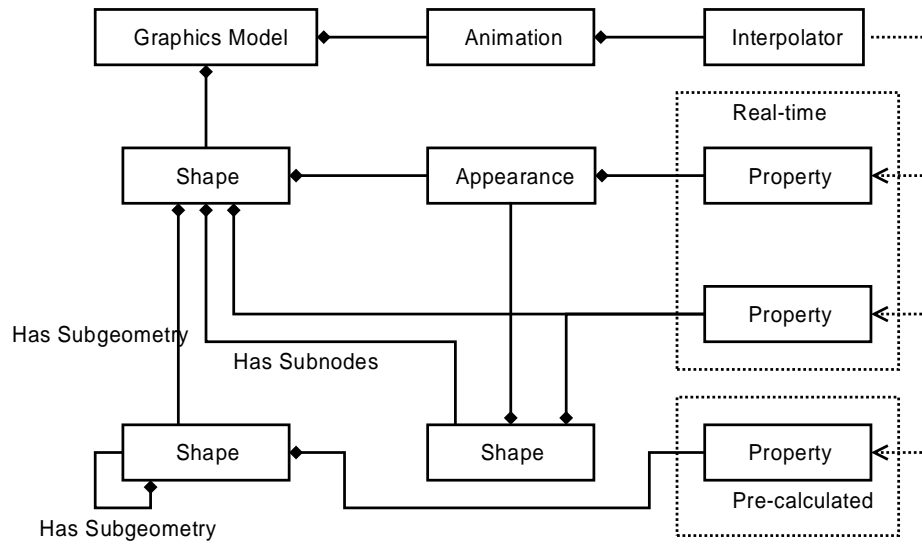 Graphics Model
Animation
Interpolator
Real-time
Shape
Appearance
Property
Property
Has Subgeometry
Has Subnodes
Shape
Shape
Property
Pre-calculated
Has Subgeometry